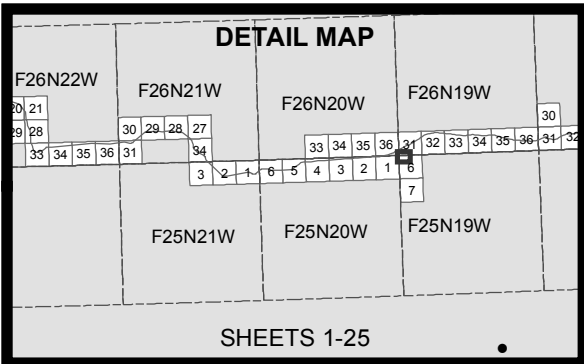 DETAIL MAP
F26N22W
F26N21W
F26N20W
F26N19W
20 21
29 28
33 34 35 36 31
30 29 28 27
34
3 2 1 6 5 4 3 2 1 6
33 34 35 36 31 32 33 34 35 36 31 32
30
7
F25N21W
F25N20W
F25N19W
SHEETS 1-25